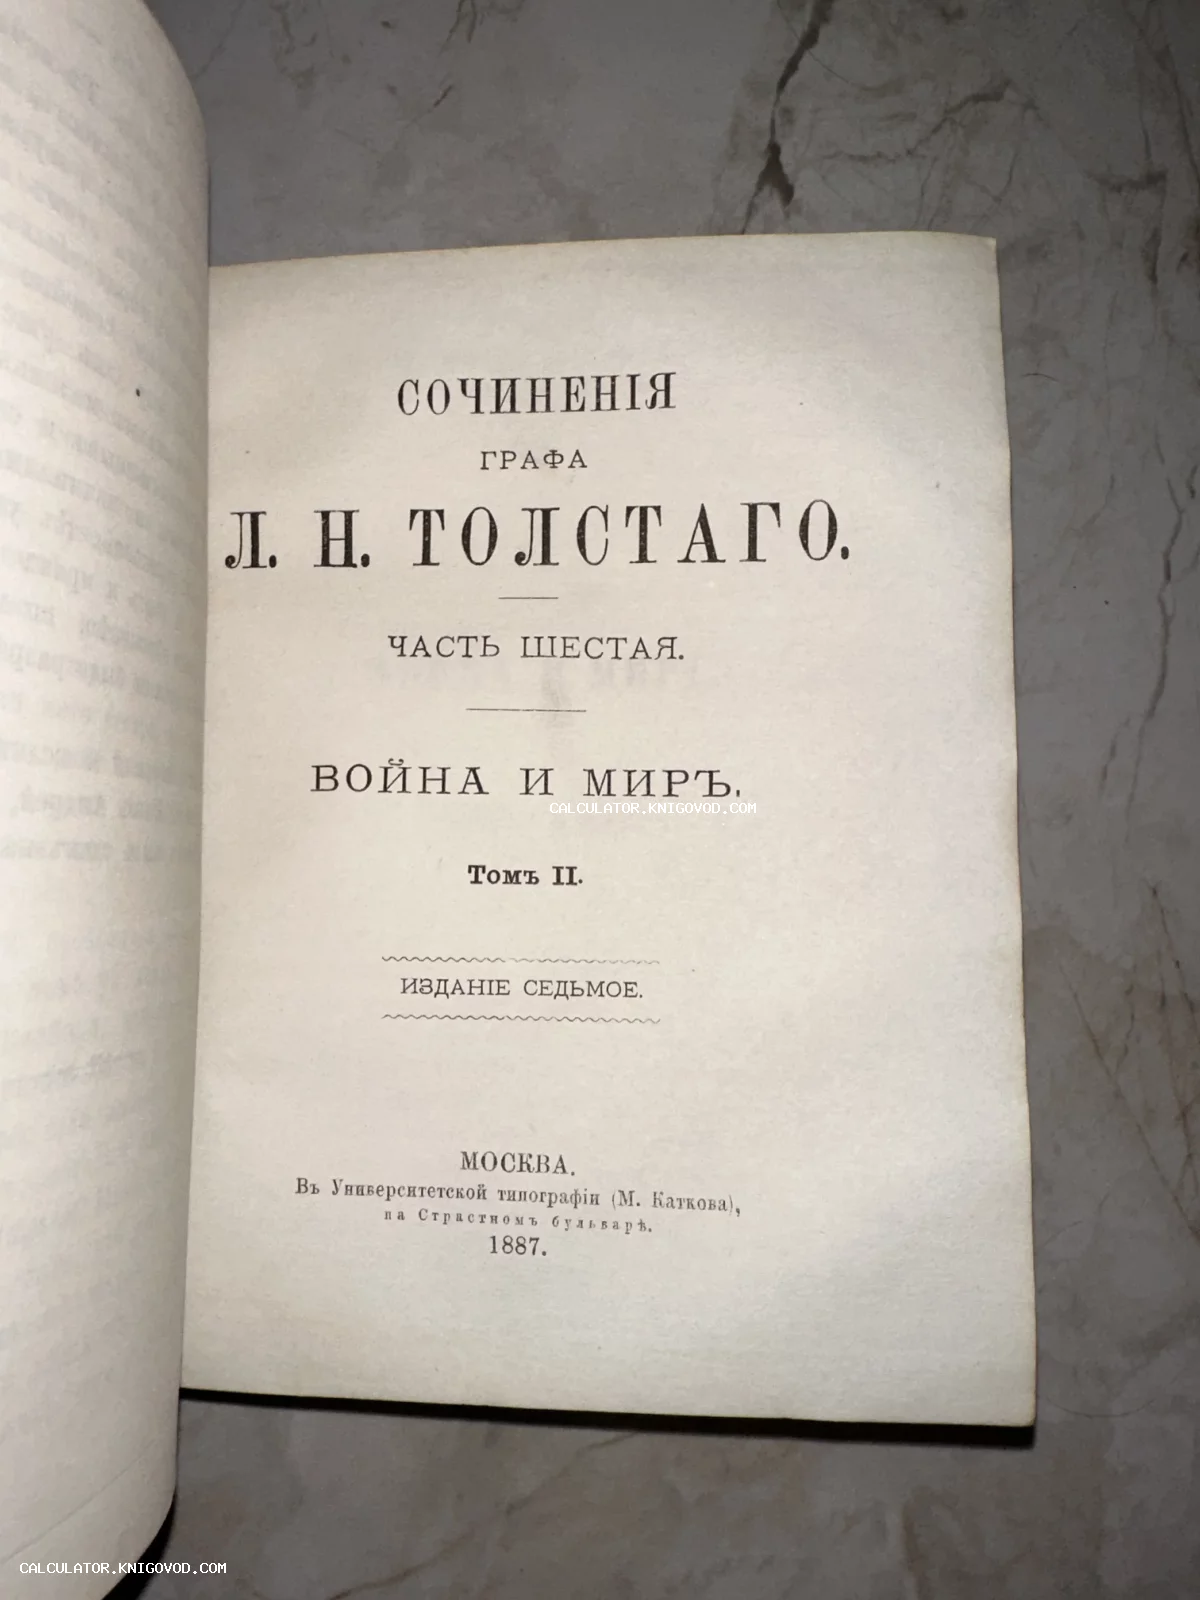 СОЧИНЕНІЯ
ГРАФА
Л. Н. ТОЛСТАГО.
ЧАСТЬ ШЕСТАЯ.
ВОЙНА И МИРЪ.
CALCULATOR.KNIGOVOD.COM
Томъ II.
ИЗДАНІЕ СЕДЬМОЕ.
МОСКВА.
Въ Университетской типографіи (М. Каткова),
на Страстномъ бульварѣ.
1887.
CALCULATOR.KNIGOVOD.COM